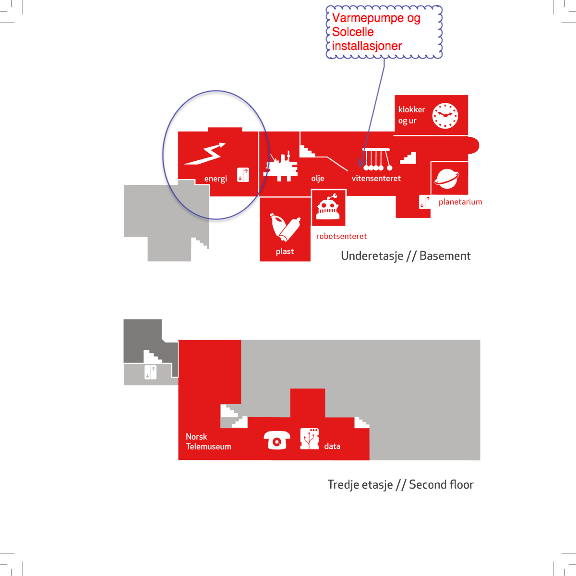 Varmepumpe og
Solcelle
installasjoner
klokker
og ur
energi
olje
vitensenteret
planetarium
robotsenteret
plast
Underetasje // Basement
Norsk
Telemuseum
data
Tredje etasje // Second floor